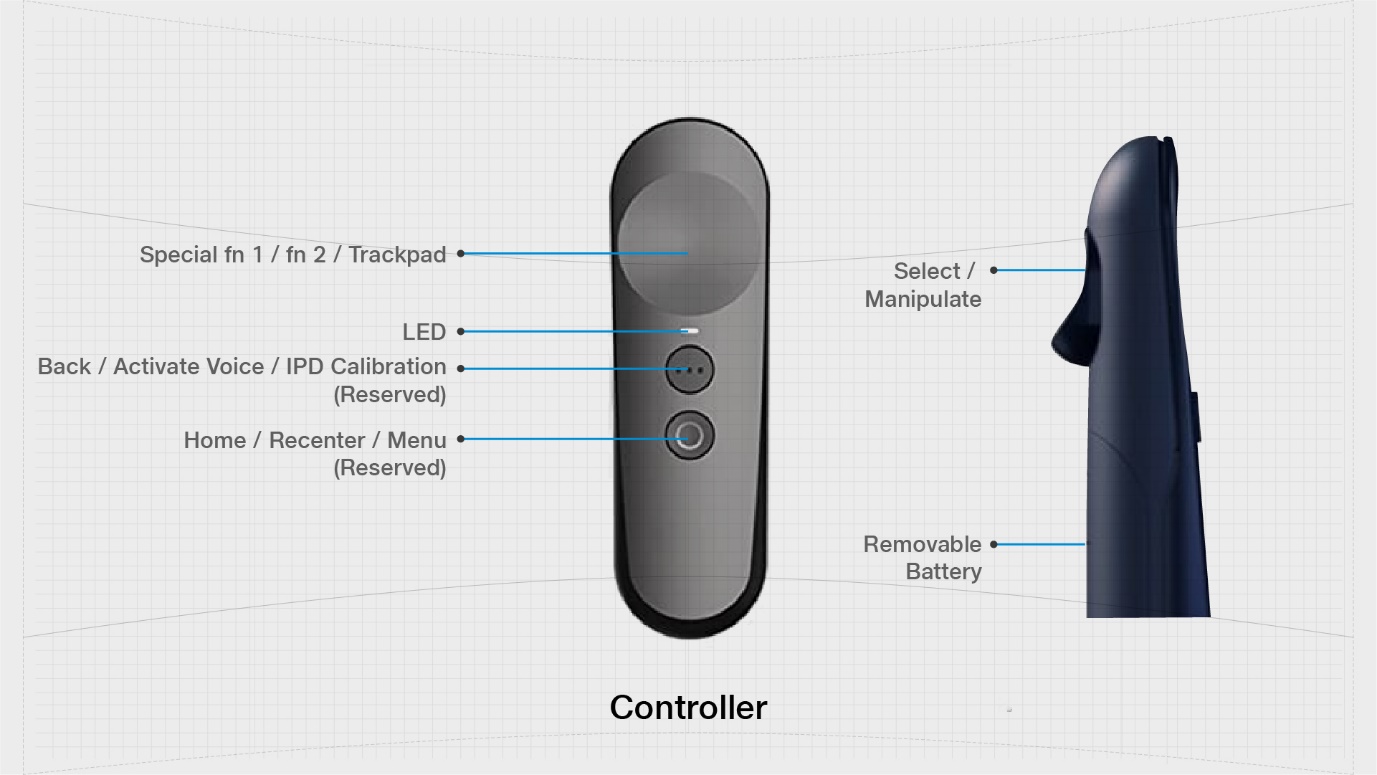 Special fn 1 / fn 2 / Trackpad
LED
Back / Activate Voice / IPD Calibration
(Reserved)
Home / Recenter / Menu
(Reserved)
Select /
Manipulate
Removable
Battery
Controller